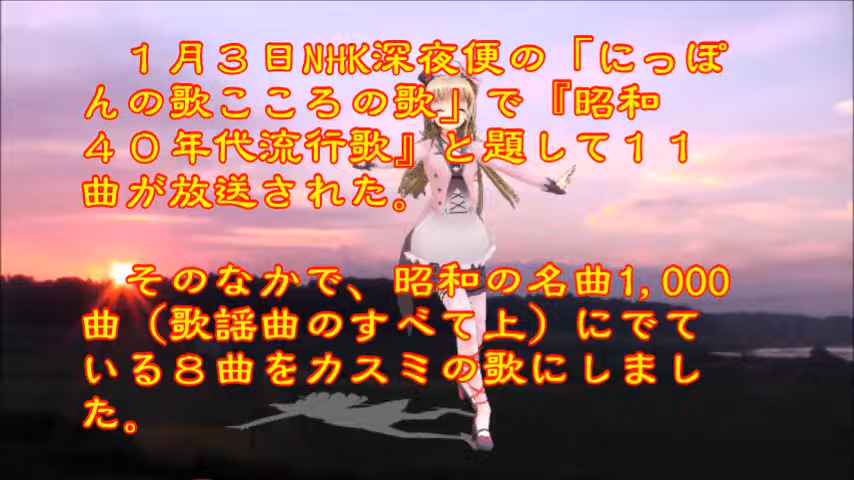 １月３日NHK深夜便の「にっぽ
んの歌こころの歌」で『昭和
４０年代流行歌』と題して１１
曲が放送された。
そのなかで、昭和の名曲1,000
曲（歌謡曲のすべて上）にでて
いる８曲をカスミの歌にしまし
た。